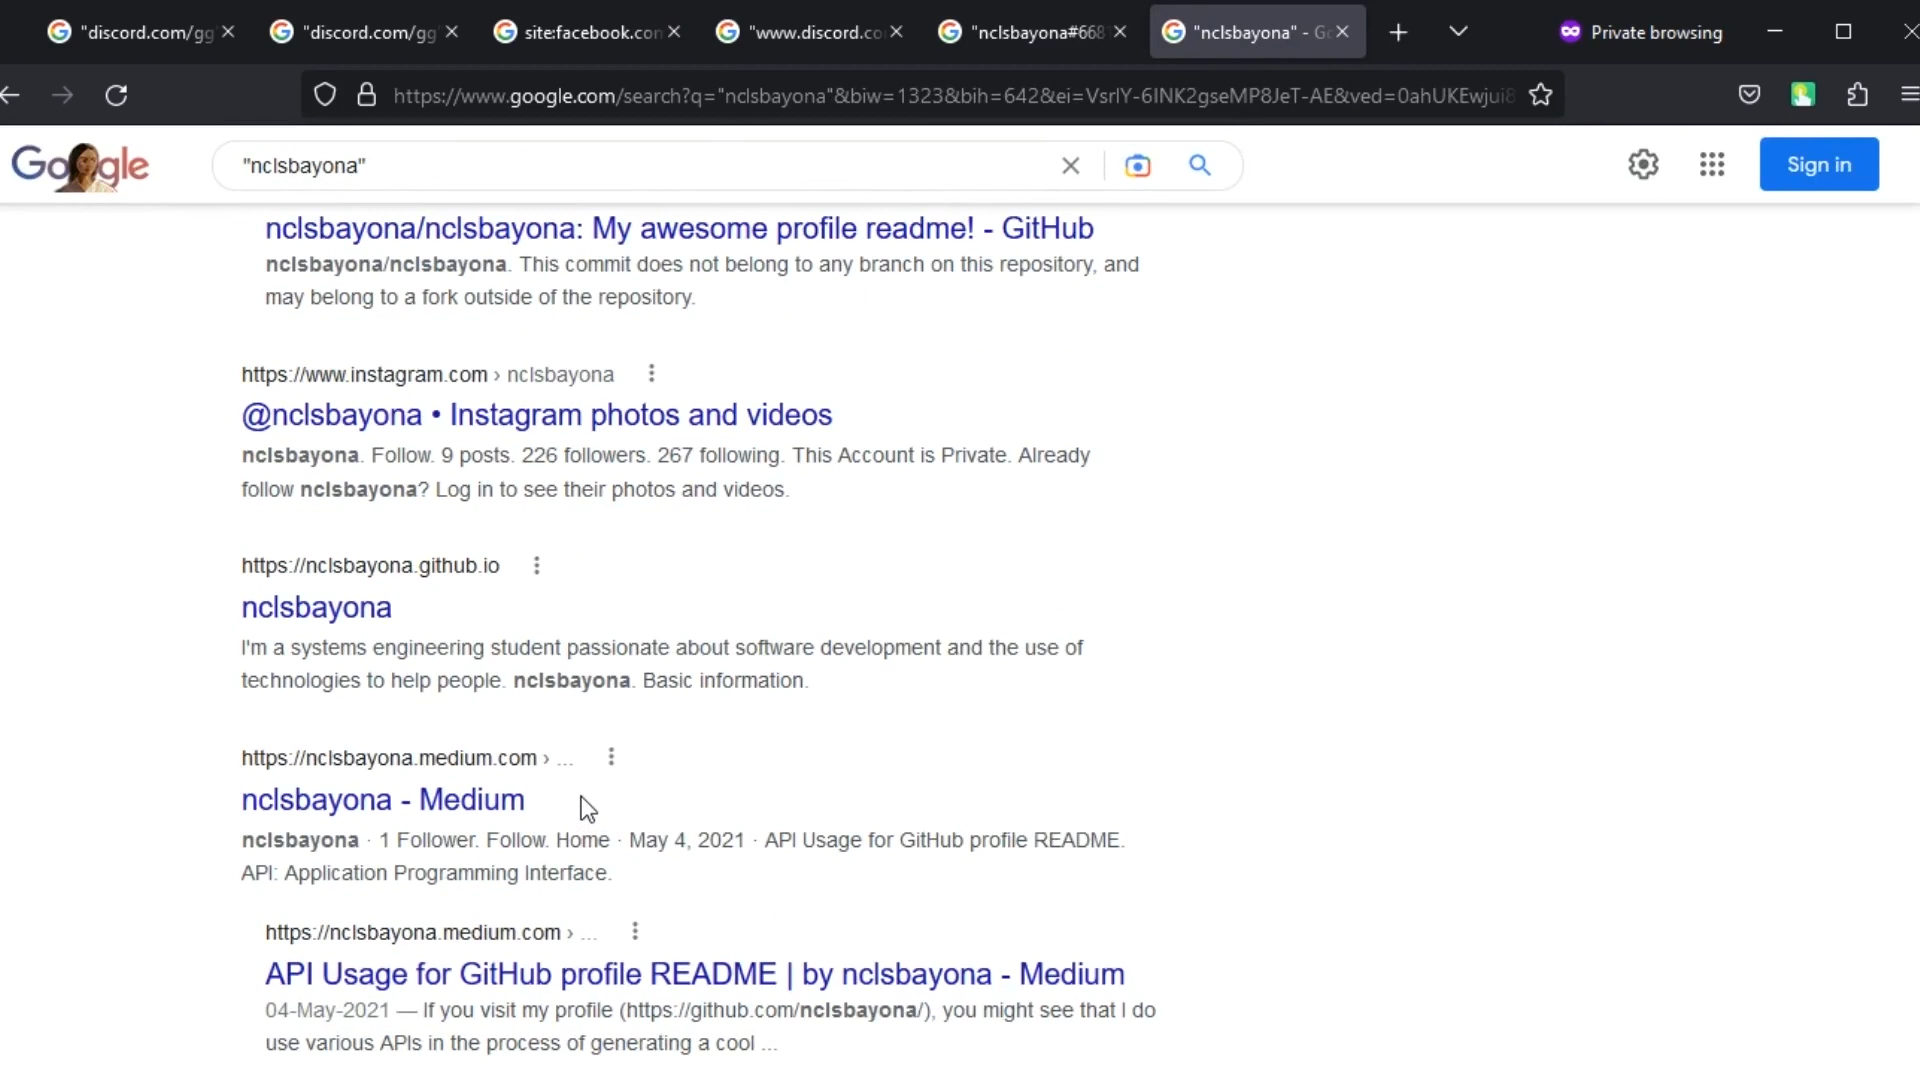 "discord.com/gg
"discord.com/gg
site:facebook.con
"www.discord.co
"nclsbayona#668
"nclsbayona" - Go
Private browsing
https://www.google.com/search?q="nclsbayona"&biw=1323&bih=642&ei=VsrlY-6INK2gseMP8JeT-AE&ved=0ahUKEwjui8
Google
"nclsbayona"
Sign in
nclsbayona/nclsbayona: My awesome profile readme! - GitHub
nclsbayona/nclsbayona. This commit does not belong to any branch on this repository, and
may belong to a fork outside of the repository.
https://www.instagram.com › nclsbayona
@nclsbayona • Instagram photos and videos
nclsbayona. Follow. 9 posts. 226 followers. 267 following. This Account is Private. Already
follow nclsbayona? Log in to see their photos and videos.
https://nclsbayona.github.io
nclsbayona
I'm a systems engineering student passionate about software development and the use of
technologies to help people. nclsbayona. Basic information.
https://nclsbayona.medium.com › ...
nclsbayona - Medium
nclsbayona · 1 Follower. Follow. Home · May 4, 2021 · API Usage for GitHub profile README.
API: Application Programming Interface.
https://nclsbayona.medium.com › ...
API Usage for GitHub profile README | by nclsbayona - Medium
04-May-2021 — If you visit my profile (https://github.com/nclsbayona/), you might see that I do
use various APIs in the process of generating a cool ...